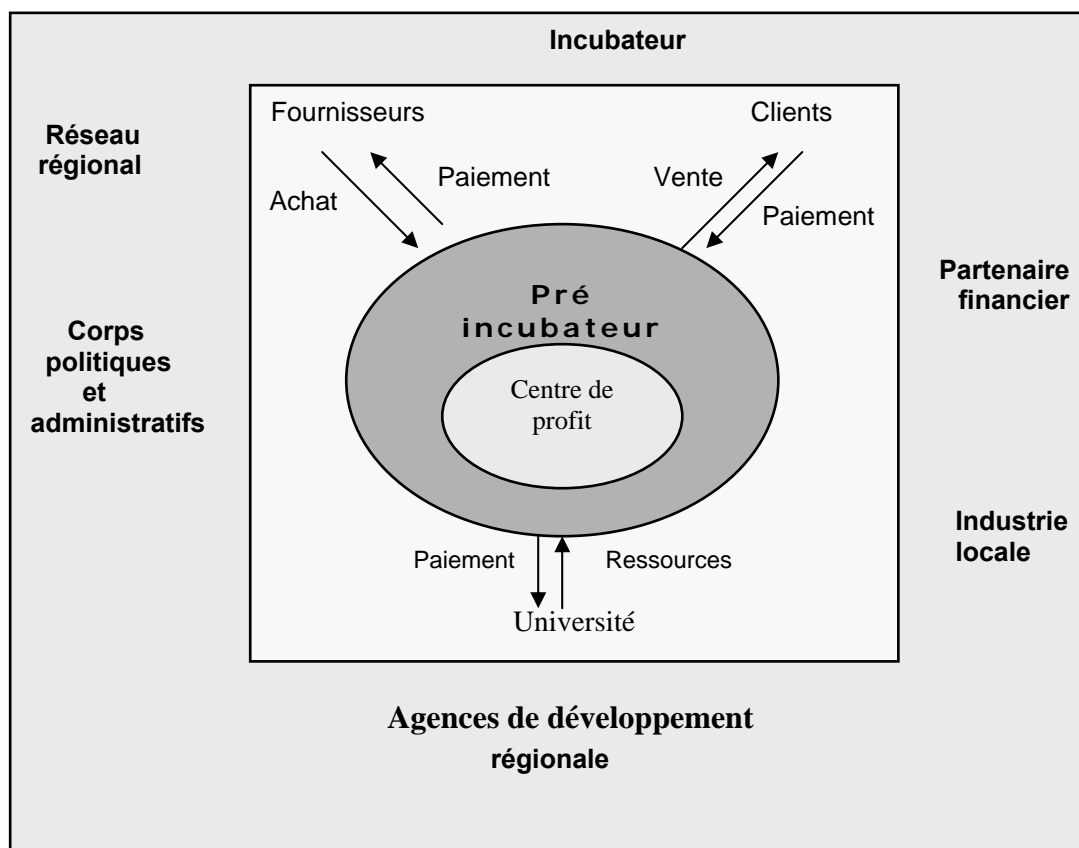 Incubateur
Fournisseurs
Clients
Réseau
régional
Paiement
Vente
Achat
Paiement
Partenaire
financier
Pré
incubateur
Corps
politiques
et
administratifs
Centre de
profit
Industrie
locale
Paiement
Ressources
Université
Agences de développement
régionale